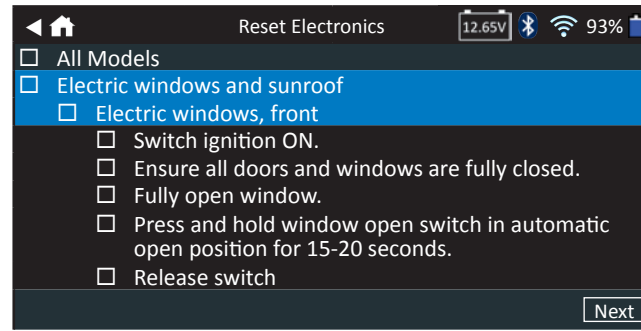 Reset Electronics 12.65V 93%
All Models
Electric windows and sunroof
Electric windows, front
Switch ignition ON.
Ensure all doors and windows are fully closed.
Fully open window.
Press and hold window open switch in automatic
open position for 15-20 seconds.
Release switch
Next